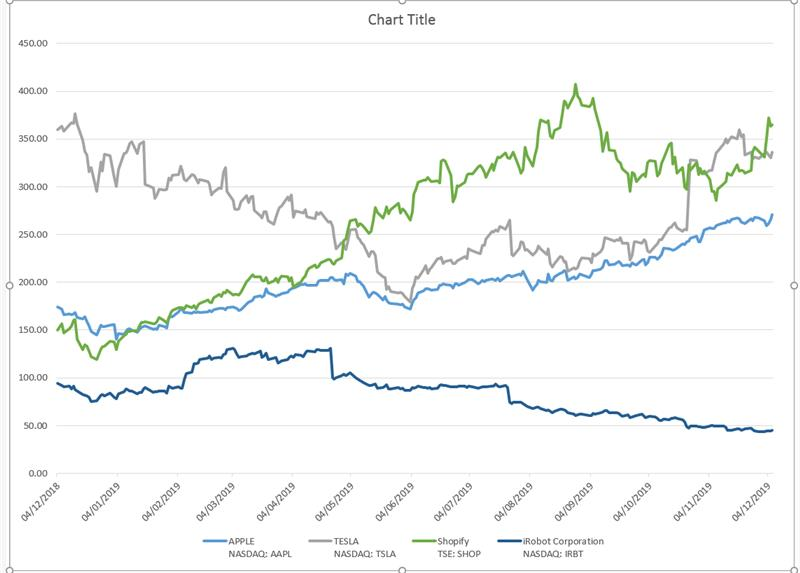 Chart Title
450.00
400.00
350.00
300.00
250.00
200.00
150.00
100.00
50.00
0.00
04/12/2018
04/01/2019
04/02/2019
04/03/2019
04/04/2019
04/05/2019
04/06/2019
04/07/2019
04/08/2019
04/09/2019
04/10/2019
04/11/2019
04/12/2019
APPLE
NASDAQ: AAPL
TESLA
NASDAQ: TSLA
Shopify
TSE: SHOP
iRobot Corporation
NASDAQ: IRBT